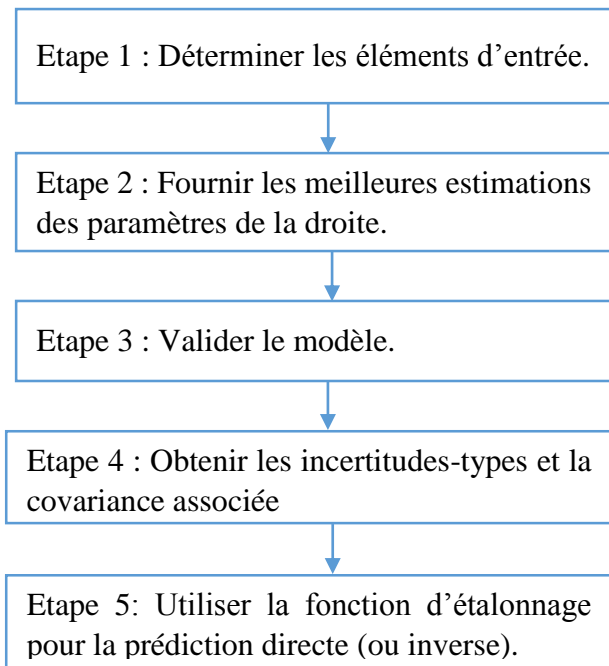 Etape 1 : Déterminer les éléments d’entrée.
Etape 2 : Fournir les meilleures estimations
des paramètres de la droite.
Etape 3 : Valider le modèle.
Etape 4 : Obtenir les incertitudes-types et la
covariance associée
Etape 5: Utiliser la fonction d’étalonnage
pour la prédiction directe (ou inverse).